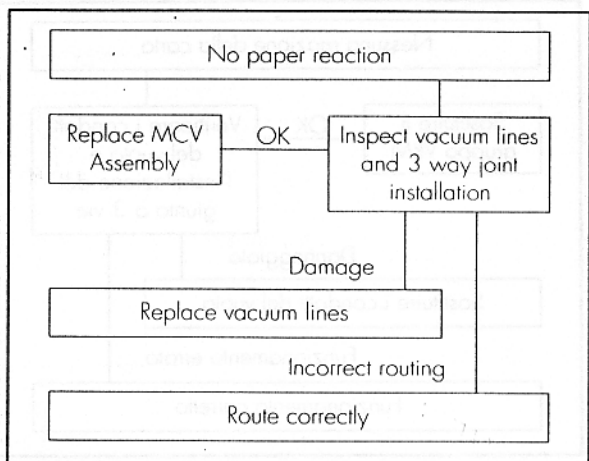 No paper reaction
Replace MCV
Assembly
OK
Inspect vacuum lines
and 3 way joint
installation
Damage
Replace vacuum lines
Incorrect routing
Route correctly